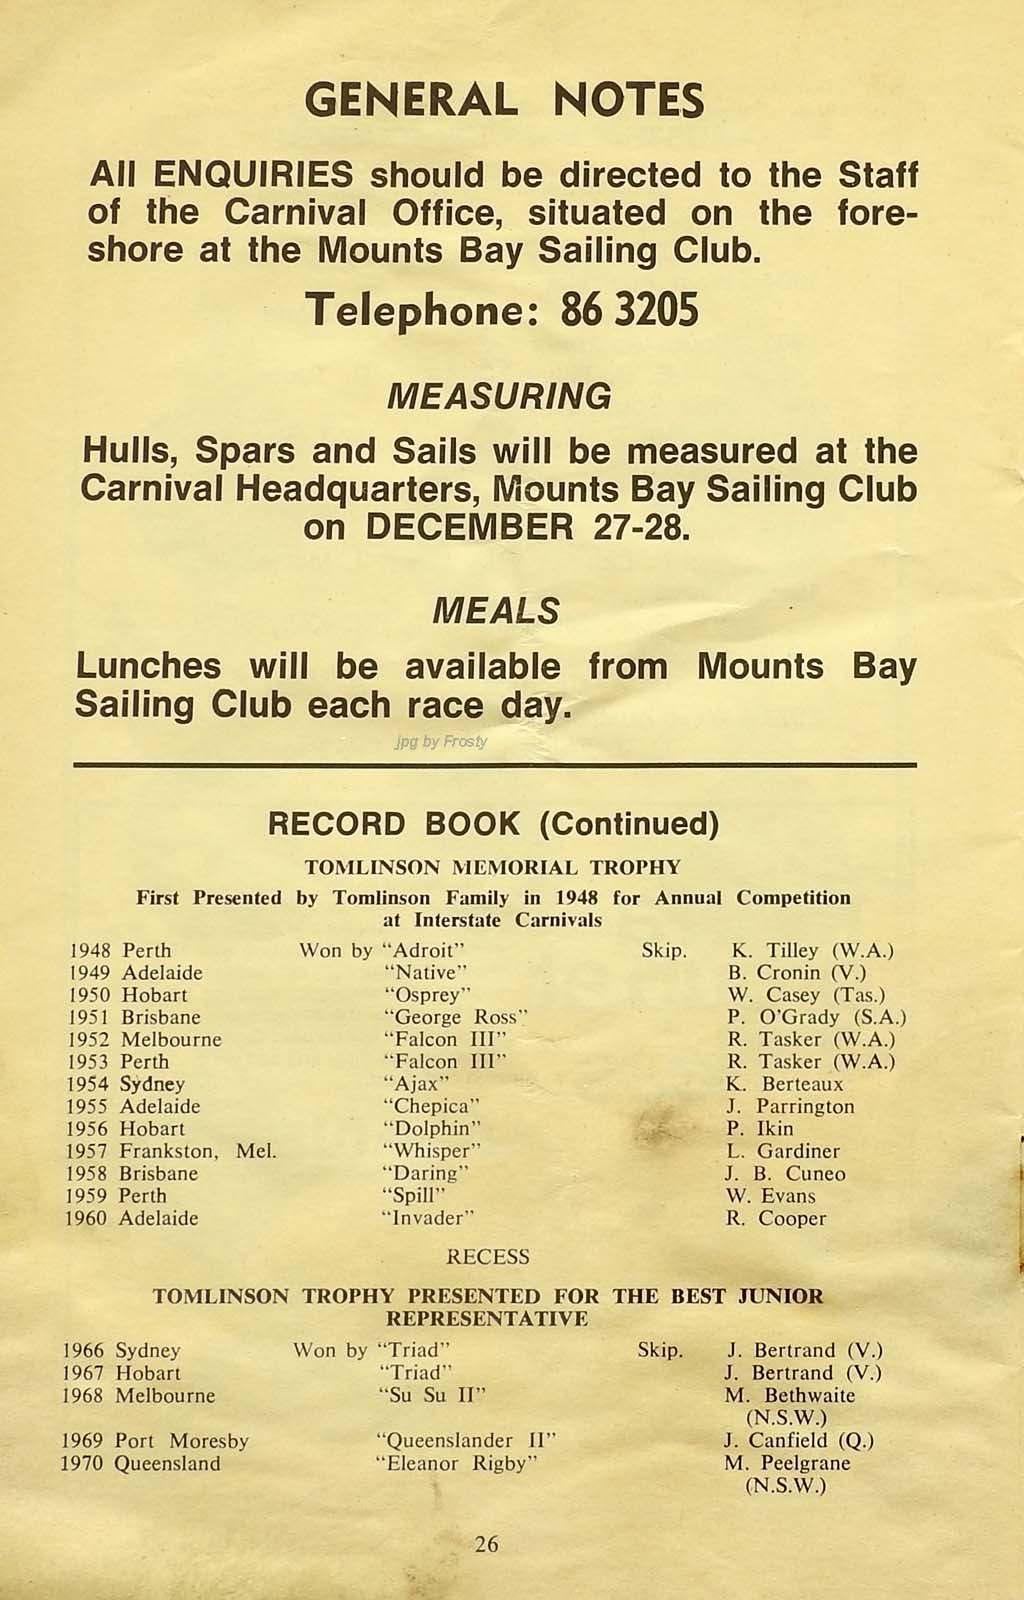 GENERAL NOTES
All ENQUIRIES should be directed to the Staff
of the Carnival Office, situated on the fore-
shore at the Mounts Bay Sailing Club.
Telephone: 86 3205
MEASURING
Hulls, Spars and Sails will be measured at the
Carnival Headquarters, Mounts Bay Sailing Club
on DECEMBER 27-28.
MEALS
Lunches will be available from Mounts Bay
Sailing Club each race day.
jpg by Frosty
RECORD BOOK (Continued)
TOMLINSON MEMORIAL TROPHY
First Presented by Tomlinson Family in 1948 for Annual Competition
at Interstate Carnivals
1948 Perth Won by "Adroit" Skip. K. Tilley (W.A.)
1949 Adelaide "Native" B. Cronin (V.)
1950 Hobart "Osprey" W. Casey (Tas.)
1951 Brisbane "George Ross" P. O'Grady (S.A.)
1952 Melbourne "Falcon III" R. Tasker (W.A.)
1953 Perth "Falcon III" R. Tasker (W.A.)
1954 Sydney "Ajax" K. Berteaux
1955 Adelaide "Chepica" J. Parrington
1956 Hobart "Dolphin" P. Ikin
1957 Frankston, Mel. "Whisper" L. Gardiner
1958 Brisbane "Daring" J. B. Cuneo
1959 Perth "Spill" W. Evans
1960 Adelaide "Invader" R. Cooper
RECESS
TOMLINSON TROPHY PRESENTED FOR THE BEST JUNIOR
REPRESENTATIVE
1966 Sydney Won by "Triad" Skip. J. Bertrand (V.)
1967 Hobart "Triad" J. Bertrand (V.)
1968 Melbourne "Su Su II" M. Bethwaite
(N.S.W.)
1969 Port Moresby "Queenslander II" J. Canfield (Q.)
1970 Queensland "Eleanor Rigby" M. Peelgrane
(N.S.W.)
26